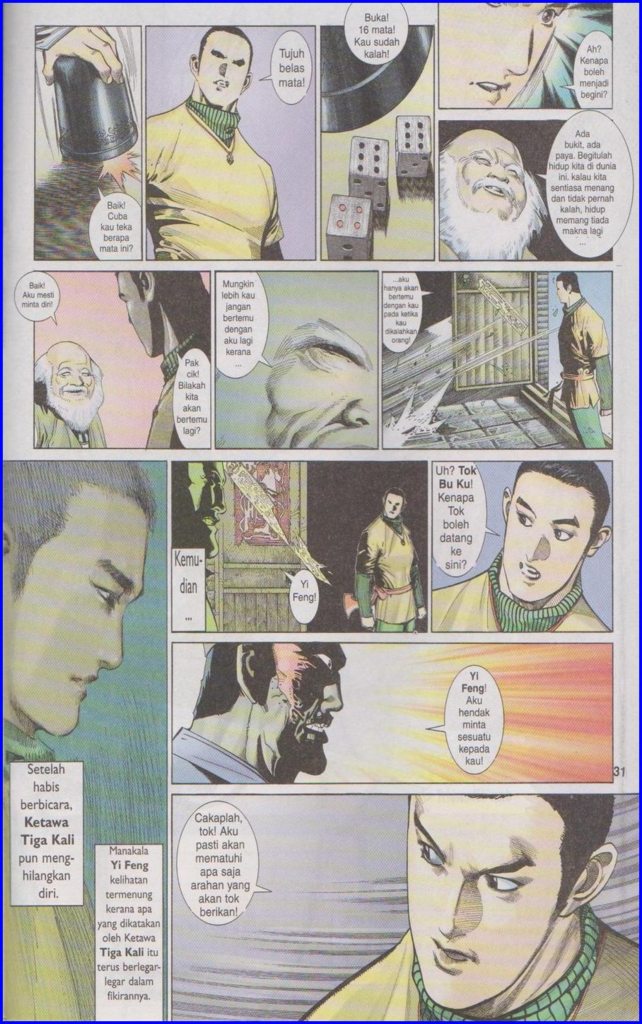 Baik!
Cuba
kau teka
berapa
mata ini?
Tujuh
belas
mata!
Buka!
16 mata!
Kau sudah
kalah!
Ah?
Kenapa
boleh
menjadi
begini?
Ada
bukit, ada
paya. Begitulah
hidup kita di dunia
ini. kalau kita
sentiasa menang
dan tidak pernah
kalah, hidup
memang tiada
makna lagi
...
Baik!
Aku mesti
minta diri!
Pak
cik!
Bilakah
kita
akan
bertemu
lagi?
Mungkin
lebih kau
jangan
bertemu
dengan
aku lagi
kerana
...
...aku
hanya akan
bertemu
dengan kau
pada ketika
kau
dikalahkan
orang!
Setelah
habis
berbicara,
Ketawa
Tiga Kali
pun meng-
hilangkan
diri.
Manakala
Yi Feng
kelihatan
termenung
kerana apa
yang dikatakan
oleh Ketawa
Tiga Kali itu
terus berlegar-
legar dalam
fikirannya.
Kemu-
dian
...
Yi
Feng!
Uh? Tok
Bu Ku!
Kenapa
Tok
boleh
datang
ke
sini?
Yi
Feng!
Aku
hendak
minta
sesuatu
kepada
kau!
31
Cakaplah,
tok! Aku
pasti akan
mematuhi
apa saja
arahan yang
akan tok
berikan!